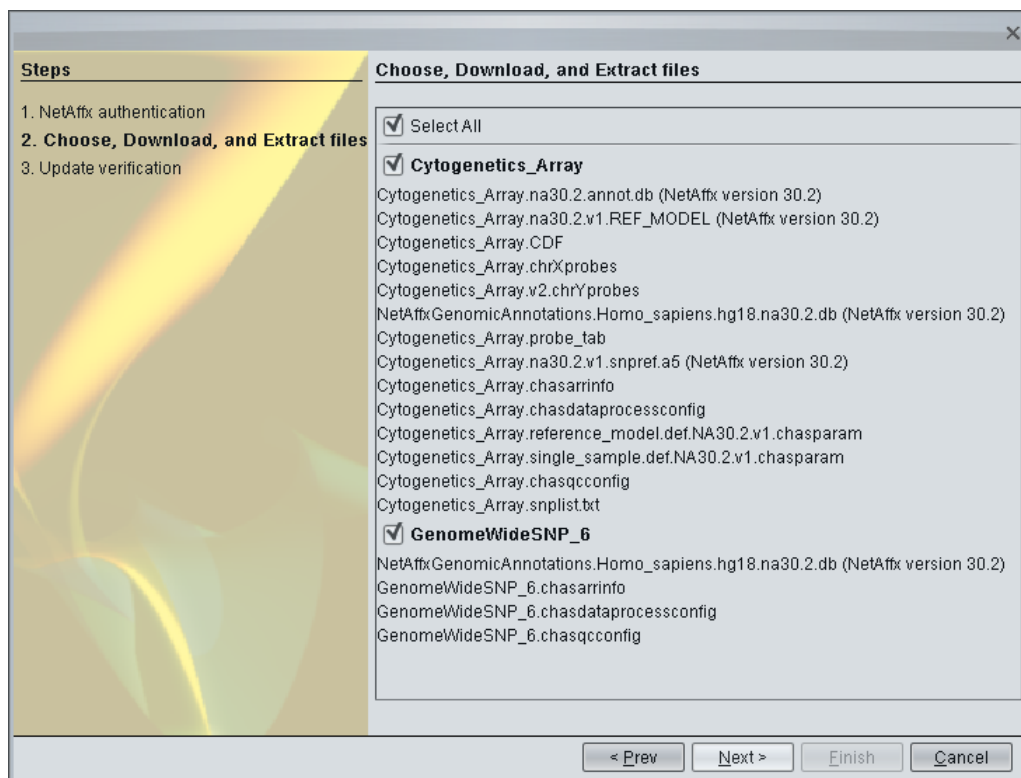 Steps
1. NetAffx authentication
2. Choose, Download, and Extract files
3. Update verification
Choose, Download, and Extract files
Select All
Cytogenetics_Array
Cytogenetics_Array.na30.2.annot.db (NetAffx version 30.2)
Cytogenetics_Array.na30.2.v1.REF_MODEL (NetAffx version 30.2)
Cytogenetics_Array.CDF
Cytogenetics_Array.chrXprobes
Cytogenetics_Array.v2.chrYprobes
NetAffxGenomicAnnotations.Homo_sapiens.hg18.na30.2.db (NetAffx version 30.2)
Cytogenetics_Array.probe_tab
Cytogenetics_Array.na30.2.v1.snpref.a5 (NetAffx version 30.2)
Cytogenetics_Array.chasarrinfo
Cytogenetics_Array.chasdataprocessconfig
Cytogenetics_Array.reference_model.def.NA30.2.v1.chasparam
Cytogenetics_Array.single_sample.def.NA30.2.v1.chasparam
Cytogenetics_Array.chasqcconfig
Cytogenetics_Array.snplist.txt
GenomeWideSNP_6
NetAffxGenomicAnnotations.Homo_sapiens.hg18.na30.2.db (NetAffx version 30.2)
GenomeWideSNP_6.chasarrinfo
GenomeWideSNP_6.chasdataprocessconfig
GenomeWideSNP_6.chasqcconfig
< Prev Next > Finish Cancel